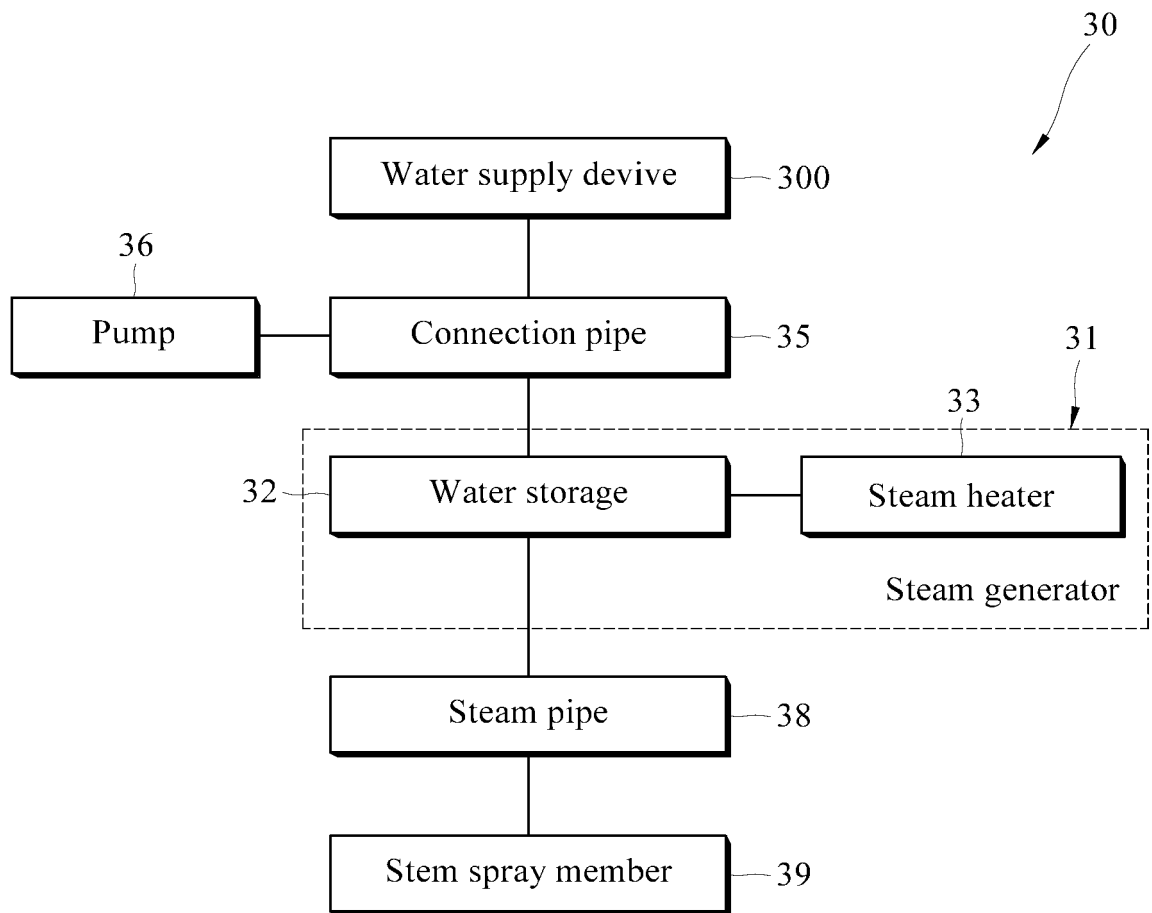 30
Water supply devive
300
36
Pump
Connection pipe
35
31
33
32
Water storage
Steam heater
Steam generator
Steam pipe
38
Stem spray member
39